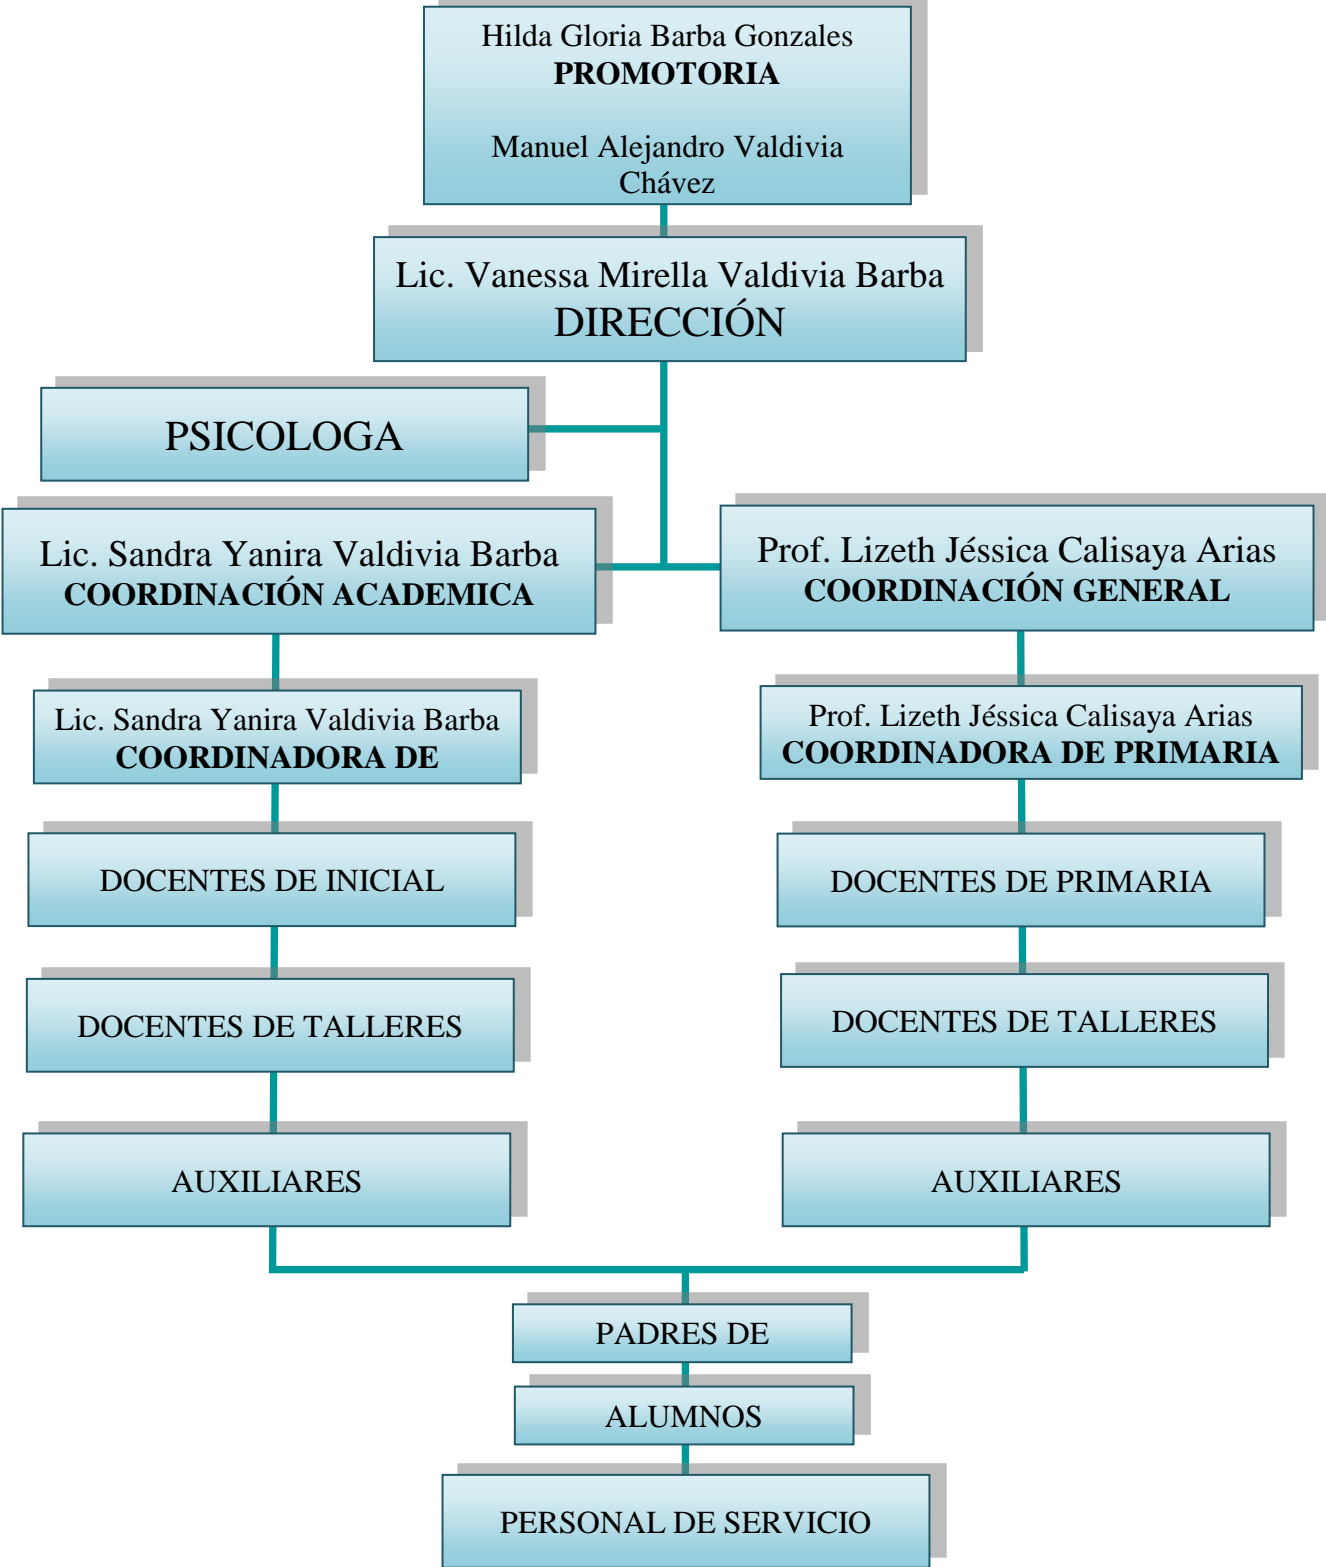 Hilda Gloria Barba Gonzales
PROMOTORIA
Manuel Alejandro Valdivia
Chávez
Lic. Vanessa Mirella Valdivia Barba
DIRECCIÓN
PSICOLOGA
Lic. Sandra Yanira Valdivia Barba
COORDINACIÓN ACADEMICA
Prof. Lizeth Jéssica Calisaya Arias
COORDINACIÓN GENERAL
Lic. Sandra Yanira Valdivia Barba
COORDINADORA DE
Prof. Lizeth Jéssica Calisaya Arias
COORDINADORA DE PRIMARIA
DOCENTES DE INICIAL
DOCENTES DE PRIMARIA
DOCENTES DE TALLERES
DOCENTES DE TALLERES
AUXILIARES
AUXILIARES
PADRES DE
ALUMNOS
PERSONAL DE SERVICIO